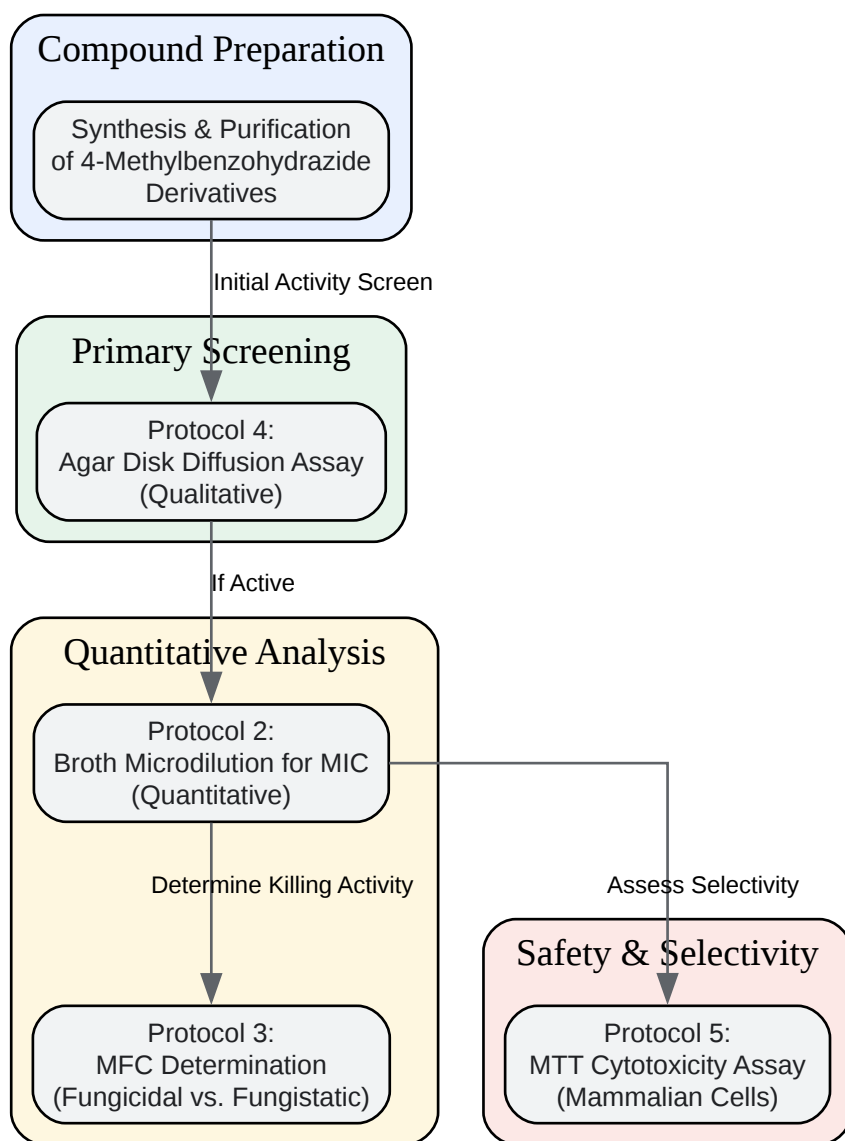 Compound Preparation
Synthesis & Purification
of 4-Methylbenzohydrazide
Derivatives
Initial Activity Screen
Primary Screening
Protocol 4:
Agar Disk Diffusion Assay
(Qualitative)
If Active
Quantitative Analysis
Protocol 2:
Broth Microdilution for MIC
(Quantitative)
Determine Killing Activity
Assess Selectivity
Protocol 3:
MFC Determination
(Fungicidal vs. Fungistatic)
Safety & Selectivity
Protocol 5:
MTT Cytotoxicity Assay
(Mammalian Cells)